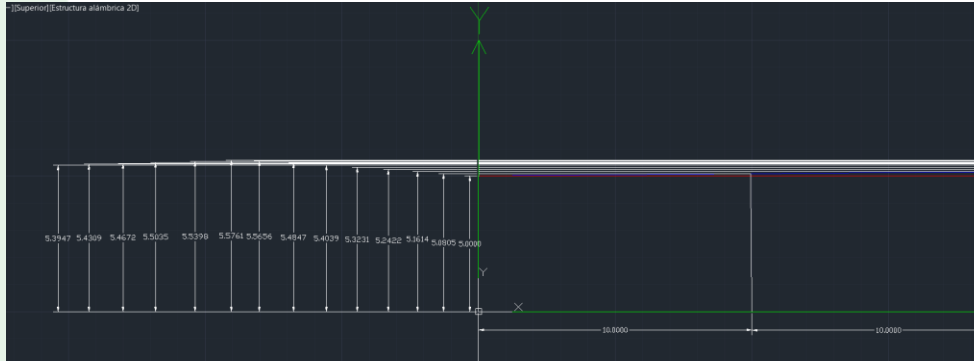 –][Superior][Estructura alámbrica 2D]
Y
5.3947 5.4309 5.4672 5.5035 5.5398 5.5761 5.5656 5.4847 5.4039 5.3231 5.2422 5.1614 5.0805 5.0000
Y
X
10.0000 10.0000